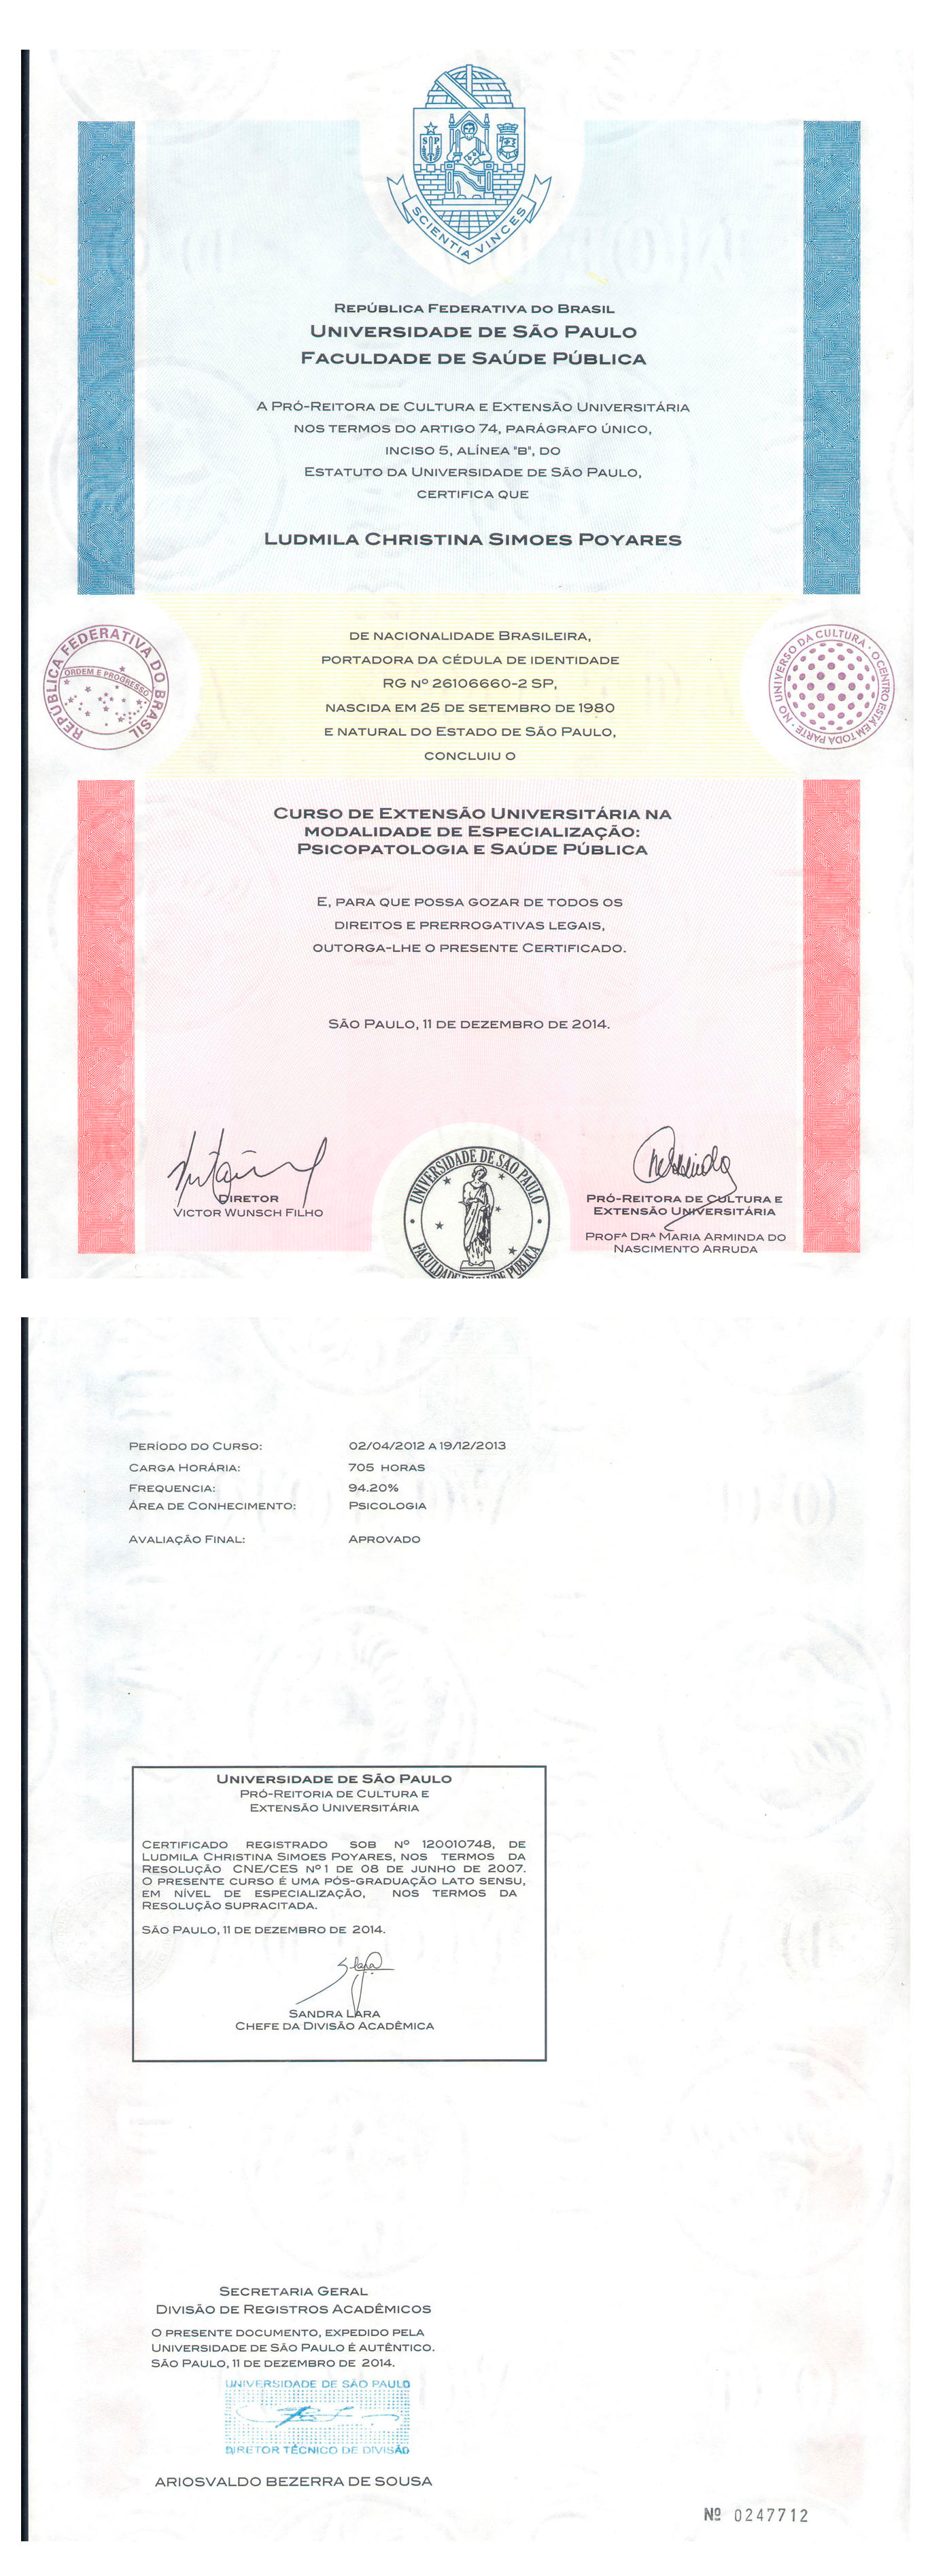 SP
SCIENTIA VINCES
REPÚBLICA FEDERATIVA DO BRASIL
UNIVERSIDADE DE SÃO PAULO
FACULDADE DE SAÚDE PÚBLICA
A PRÓ-REITORA DE CULTURA E EXTENSÃO UNIVERSITÁRIA
NOS TERMOS DO ARTIGO 74, PARÁGRAFO ÚNICO,
INCISO 5, ALÍNEA "B", DO
ESTATUTO DA UNIVERSIDADE DE SÃO PAULO,
CERTIFICA QUE
LUDMILA CHRISTINA SIMOES POYARES
REPÚBLICA FEDERATIVA DO BRASIL
ORDEM E PROGRESSO
DE NACIONALIDADE BRASILEIRA,
PORTADORA DA CÉDULA DE IDENTIDADE
RG Nº 26106660-2 SP,
NASCIDA EM 25 DE SETEMBRO DE 1980
E NATURAL DO ESTADO DE SÃO PAULO,
CONCLUIU O
NO UNIVERSO DA CULTURA · O CENTRO ESTÁ EM TODA PARTE ·
CURSO DE EXTENSÃO UNIVERSITÁRIA NA
MODALIDADE DE ESPECIALIZAÇÃO:
PSICOPATOLOGIA E SAÚDE PÚBLICA
E, PARA QUE POSSA GOZAR DE TODOS OS
DIREITOS E PRERROGATIVAS LEGAIS,
OUTORGA-LHE O PRESENTE CERTIFICADO.
SÃO PAULO, 11 DE DEZEMBRO DE 2014.
DIRETOR
VICTOR WUNSCH FILHO
UNIVERSIDADE DE SÃO PAULO
FACULDADE DE SAÚDE PÚBLICA
PRÓ-REITORA DE CULTURA E
EXTENSÃO UNIVERSITÁRIA
PROFª DRª MARIA ARMINDA DO
NASCIMENTO ARRUDA
PERÍODO DO CURSO: 02/04/2012 A 19/12/2013
CARGA HORÁRIA: 705 HORAS
FREQUENCIA: 94.20%
ÁREA DE CONHECIMENTO: PSICOLOGIA
AVALIAÇÃO FINAL: APROVADO
UNIVERSIDADE DE SÃO PAULO
PRÓ-REITORIA DE CULTURA E
EXTENSÃO UNIVERSITÁRIA
CERTIFICADO REGISTRADO SOB Nº 120010748, DE
LUDMILA CHRISTINA SIMOES POYARES, NOS TERMOS DA
RESOLUÇÃO CNE/CES Nº 1 DE 08 DE JUNHO DE 2007.
O PRESENTE CURSO É UMA PÓS-GRADUAÇÃO LATO SENSU,
EM NÍVEL DE ESPECIALIZAÇÃO, NOS TERMOS DA
RESOLUÇÃO SUPRACITADA.
SÃO PAULO, 11 DE DEZEMBRO DE 2014.
SANDRA LARA
CHEFE DA DIVISÃO ACADÊMICA
SECRETARIA GERAL
DIVISÃO DE REGISTROS ACADÊMICOS
O PRESENTE DOCUMENTO, EXPEDIDO PELA
UNIVERSIDADE DE SÃO PAULO É AUTÊNTICO.
SÃO PAULO, 11 DE DEZEMBRO DE 2014.
UNIVERSIDADE DE SÃO PAULO
DIRETOR TÉCNICO DE DIVISÃO
ARIOSVALDO BEZERRA DE SOUSA
Nº 0247712